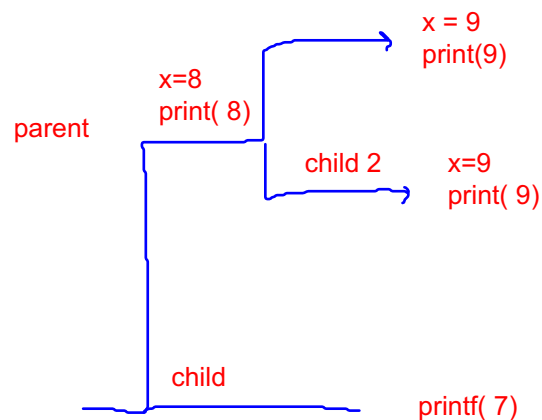 x = 9
print(9)
x=8
print( 8)
parent
child 2
x=9
print( 9)
child
printf( 7)